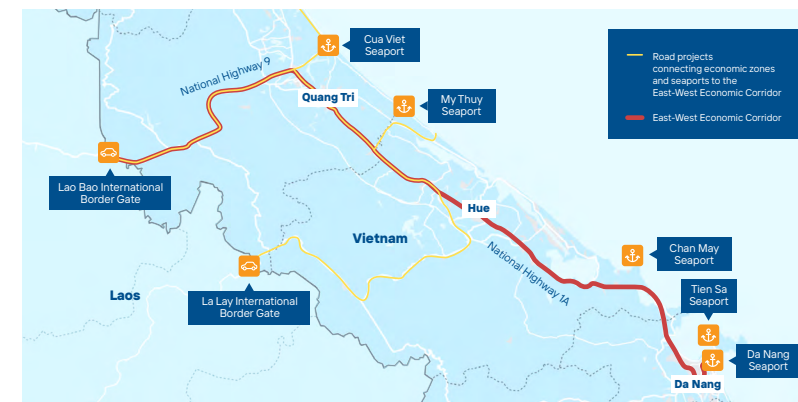 Cua Viet
Seaport
National Highway 9
Quang Tri
My Thuy
Seaport
Road projects
connecting economic zones
and seaports to the
East-West Economic Corridor
East-West Economic Corridor
Lao Bao International
Border Gate
Hue
Vietnam
Chan May
Seaport
National Highway 1A
Laos
La Lay International
Border Gate
Tien Sa
Seaport
Da Nang
Seaport
Da Nang